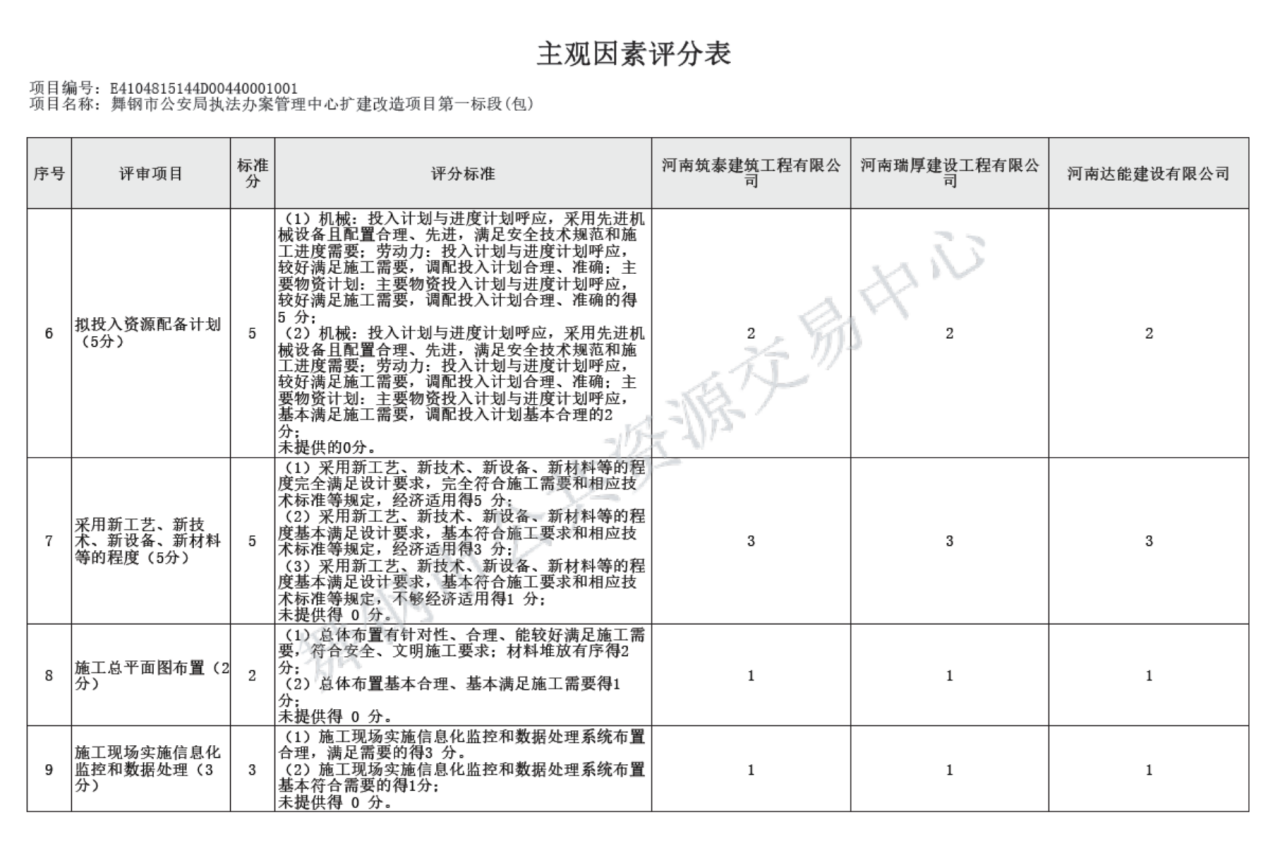 主观因素评分表
项目编号: E4104815144D00440001001
项目名称: 舞钢市公安局执法办案管理中心扩建改造项目第一标段(包)
序号
评审项目
标准
分
评分标准
河南筑泰建筑工程有限公
司
河南瑞厚建设工程有限公
司
河南达能建设有限公司
6
拟投入资源配备计划
（5分）
5
（1）机械：投入计划与进度计划呼应，采用先进机
械设备且配置合理、先进，满足安全技术规范和施
工进度需要；劳动力：投入计划与进度计划呼应，
较好满足施工需要，调配投入计划合理、准确；主
要物资计划：主要物资投入计划与进度计划呼应，
较好满足施工需要，调配投入计划合理、准确的得
5 分；
（2）机械：投入计划与进度计划呼应，采用先进机
械设备且配置合理、先进，满足安全技术规范和施
工进度需要；劳动力：投入计划与进度计划呼应，
较好满足施工需要，调配投入计划合理、准确；主
要物资计划：主要物资投入计划与进度计划呼应，
基本满足施工需要，调配投入计划基本合理的2
分；
未提供的0分。
2
2
2
7
采用新工艺、新技
术、新设备、新材料
等的程度（5分）
5
（1）采用新工艺、新技术、新设备、新材料等的程
度完全满足设计要求，完全符合施工需要和相应技
术标准等规定，经济适用得5 分；
（2）采用新工艺、新技术、新设备、新材料等的程
度基本满足设计要求，基本符合施工要求和相应技
术标准等规定，经济适用得3 分；
（3）采用新工艺、新技术、新设备、新材料等的程
度基本满足设计要求，基本符合施工要求和相应技
术标准等规定，不够经济适用得1 分；
未提供得 0 分。
3
3
3
8
施工总平面图布置（2
分）
2
（1）总体布置有针对性、合理、能较好满足施工需
要，符合安全、文明施工要求；材料堆放有序得2
分；
（2）总体布置基本合理、基本满足施工需要得1
分；
未提供得 0 分。
1
1
1
9
施工现场实施信息化
监控和数据处理（3
分）
3
（1）施工现场实施信息化监控和数据处理系统布置
合理，满足需要的得3 分。
（2）施工现场实施信息化监控和数据处理系统布置
基本符合需要的得1分；
未提供得 0 分。
1
1
1
舞钢市公共资源交易中心